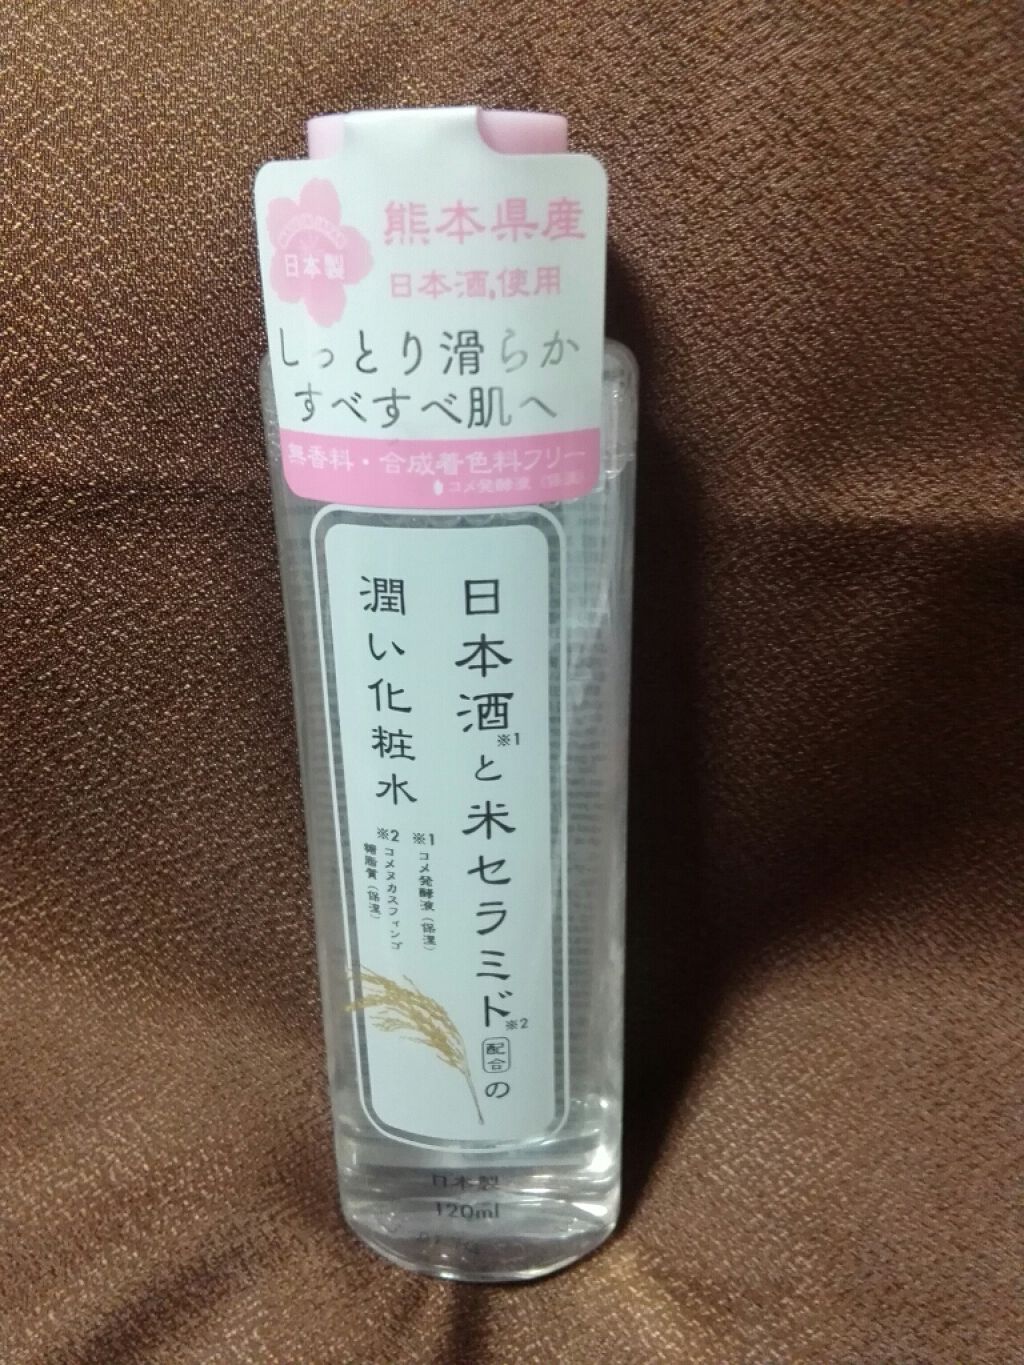 日本製
熊本県産
日本酒使用
しっとり滑らか
すべすべ肌へ
無香料・合成着色料フリー
コメ発酵液（保湿）
日本酒※1と米セラミド※2配合の
潤い化粧水
※1コメ発酵液（保湿）
※2コメヌカスフィンゴ
糖脂質（保湿）
日本製
120ml